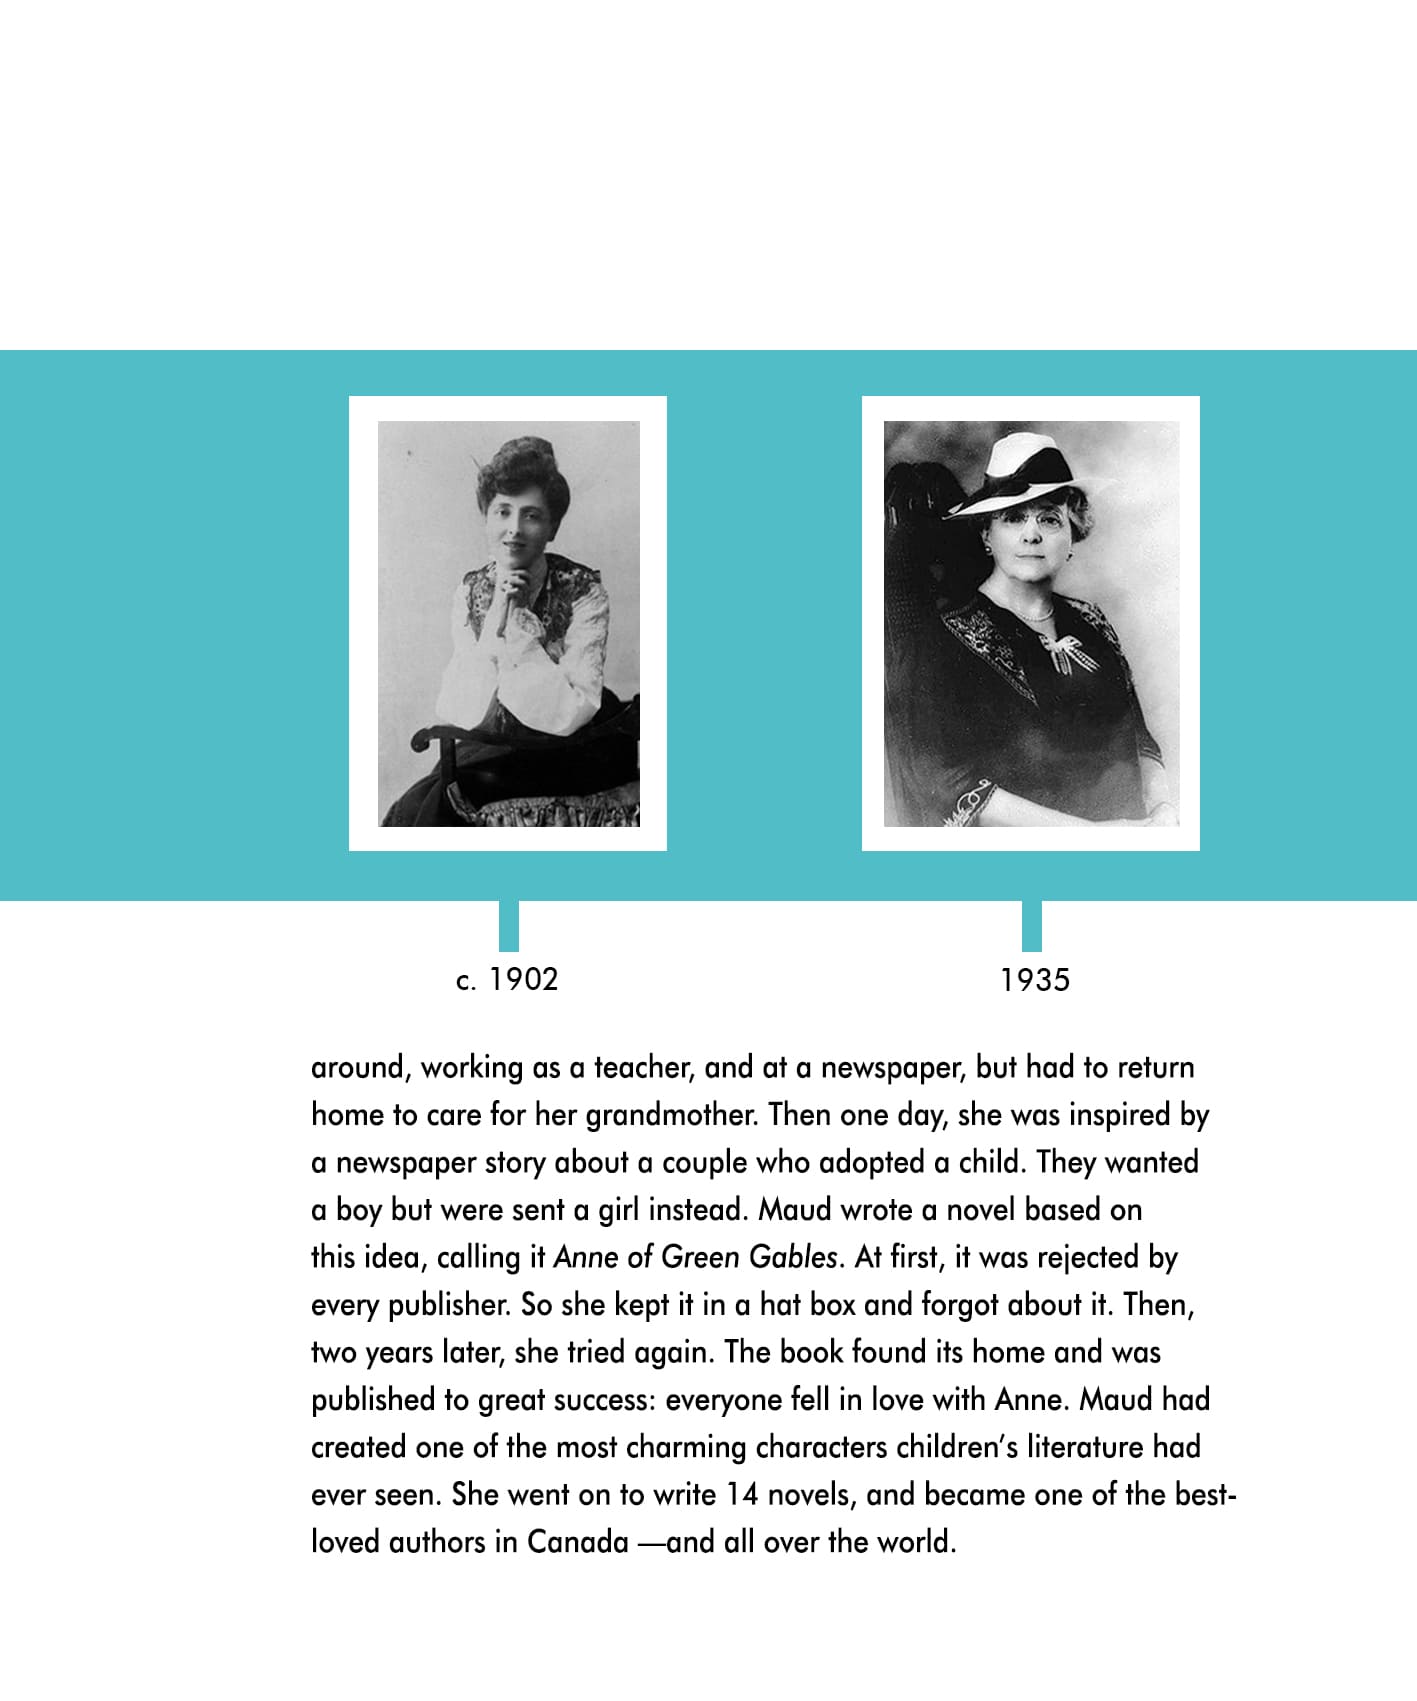 c. 1902
1935
around, working as a teacher, and at a newspaper, but had to return
home to care for her grandmother. Then one day, she was inspired by
a newspaper story about a couple who adopted a child. They wanted
a boy but were sent a girl instead. Maud wrote a novel based on
this idea, calling it Anne of Green Gables. At first, it was rejected by
every publisher. So she kept it in a hat box and forgot about it. Then,
two years later, she tried again. The book found its home and was
published to great success: everyone fell in love with Anne. Maud had
created one of the most charming characters children’s literature had
ever seen. She went on to write 14 novels, and became one of the best-
loved authors in Canada —and all over the world.